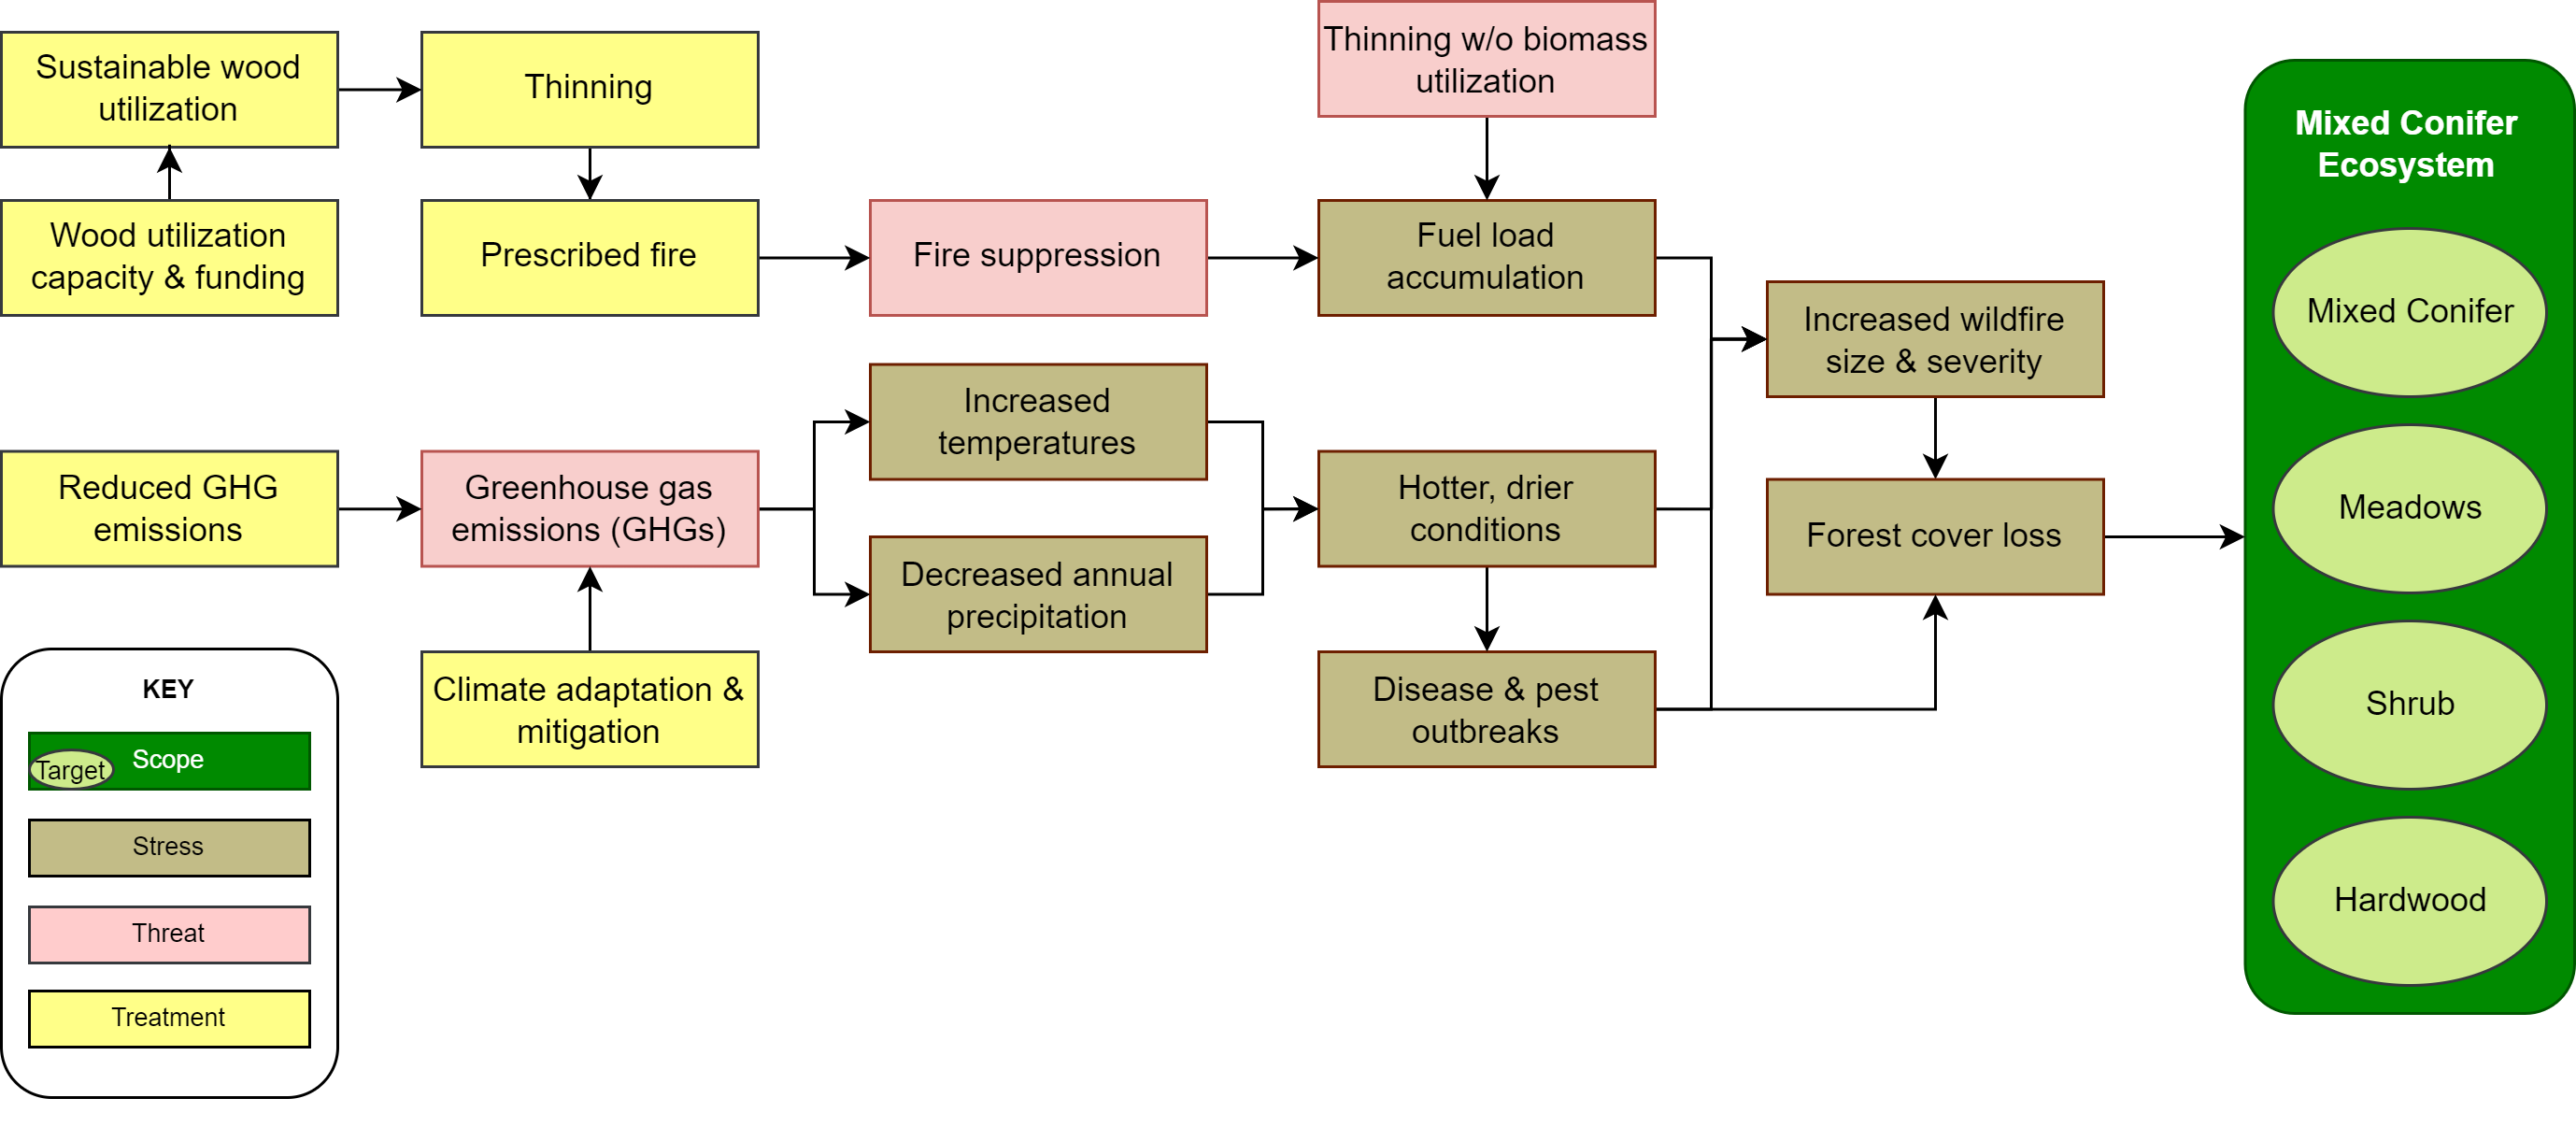 Sustainable wood
utilization
Thinning
Thinning w/o biomass
utilization
Wood utilization
capacity & funding
Prescribed fire
Fire suppression
Fuel load
accumulation
Increased wildfire
size & severity
Increased
temperatures
Reduced GHG
emissions
Greenhouse gas
emissions (GHGs)
Decreased annual
precipitation
Hotter, drier
conditions
Forest cover loss
Climate adaptation &
mitigation
Disease & pest
outbreaks
Mixed Conifer
Ecosystem
Mixed Conifer
Meadows
Shrub
Hardwood
KEY
Target
Scope
Stress
Threat
Treatment